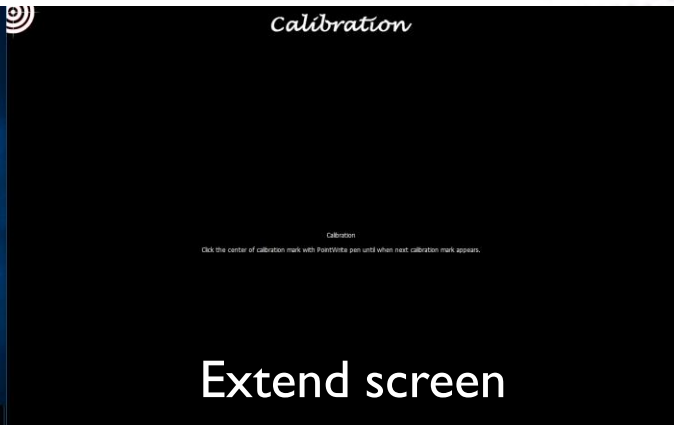 Calibration
Calibration
Click the center of calibration mark with PointWrite pen until when next calibration mark appears.
Extend screen